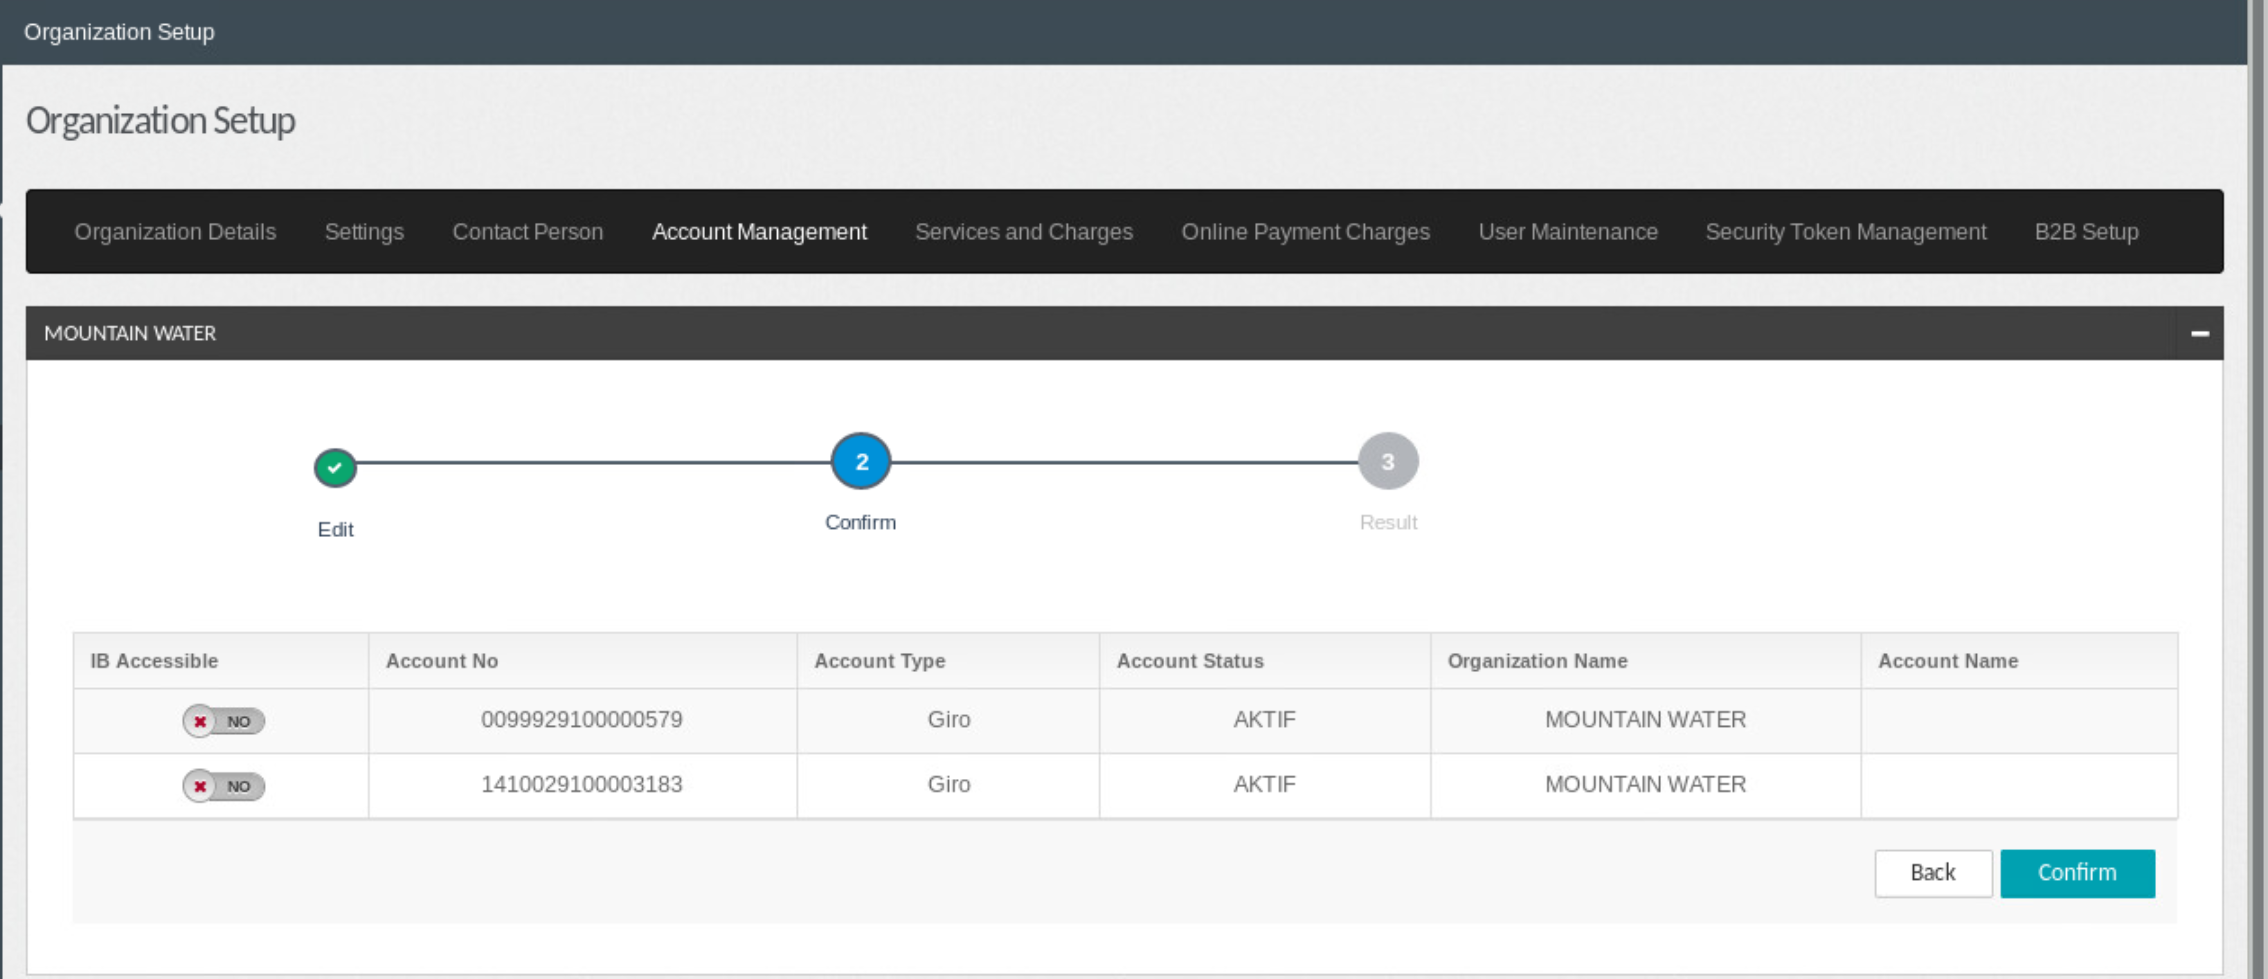 Organization Setup
Organization Setup
Organization Details Settings Contact Person Account Management Services and Charges Online Payment Charges User Maintenance Security Token Management B2B Setup
MOUNTAIN WATER
2 3
Edit Confirm Result
IB Accessible Account No Account Type Account Status Organization Name Account Name
NO 0099929100000579 Giro AKTIF MOUNTAIN WATER
NO 1410029100003183 Giro AKTIF MOUNTAIN WATER
Back Confirm